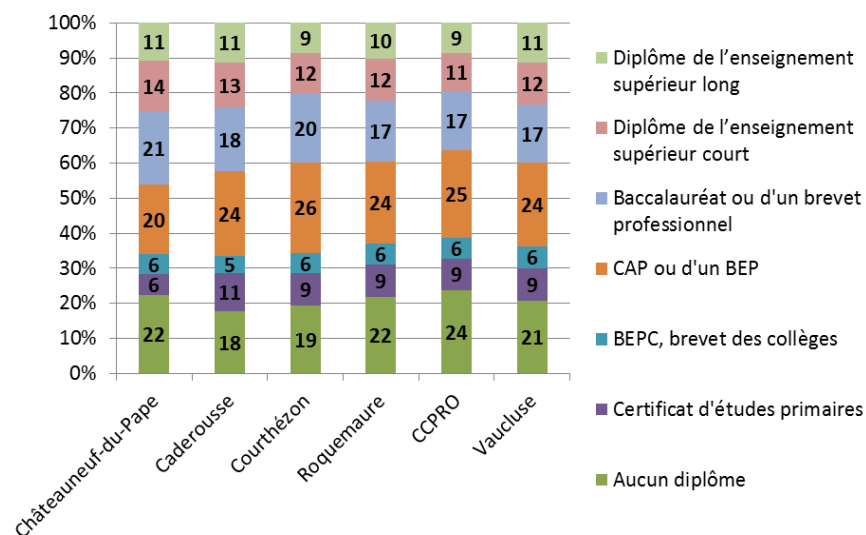 100%
90%
80%
70%
60%
50%
40%
30%
20%
10%
0%
11 11 9 10 9 11
14 13 12 12 11 12
21 18 20 17 17 17
20 24 26 24 25 24
6 5 6 6 6 6
6 11 9 9 9 9
22 18 19 22 24 21
Châteauneuf-du-Pape
Caderousse
Courthézon
Roquemaure
CCPRO
Vaucluse
Diplôme de l’enseignement
supérieur long
Diplôme de l’enseignement
supérieur court
Baccalauréat ou d'un brevet
professionnel
CAP ou d'un BEP
BEPC, brevet des collèges
Certificat d'études primaires
Aucun diplôme